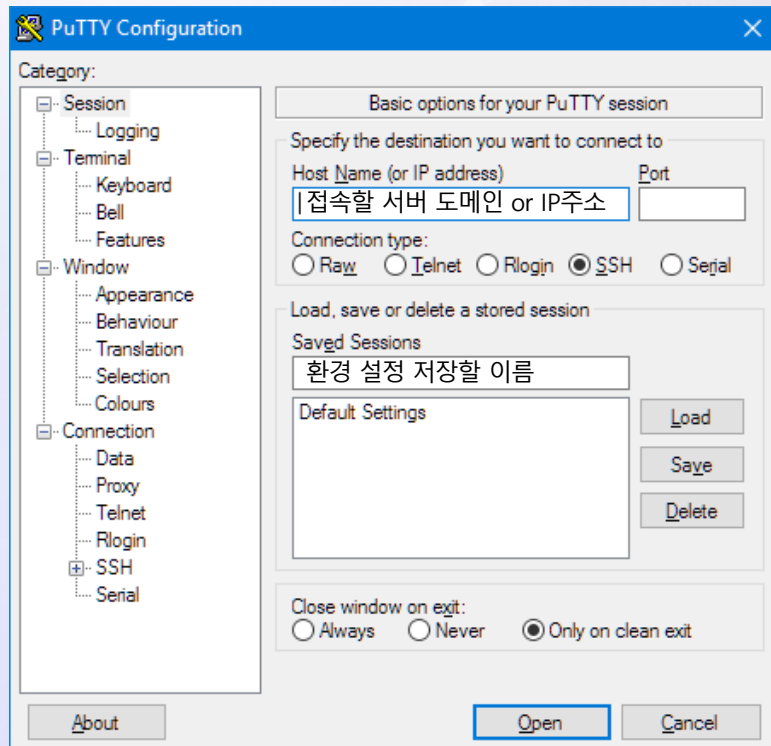 PuTTY Configuration
Category:
Session
Logging
Terminal
Keyboard
Bell
Features
Window
Appearance
Behaviour
Translation
Selection
Colours
Connection
Data
Proxy
Telnet
Rlogin
SSH
Serial
Basic options for your PuTTY session
Specify the destination you want to connect to
Host Name (or IP address) Port
접속할 서버 도메인 or IP주소
Connection type:
Raw Telnet Rlogin SSH Serial
Load, save or delete a stored session
Saved Sessions
환경 설정 저장할 이름
Default Settings
Load
Save
Delete
Close window on exit:
Always Never Only on clean exit
About Open Cancel